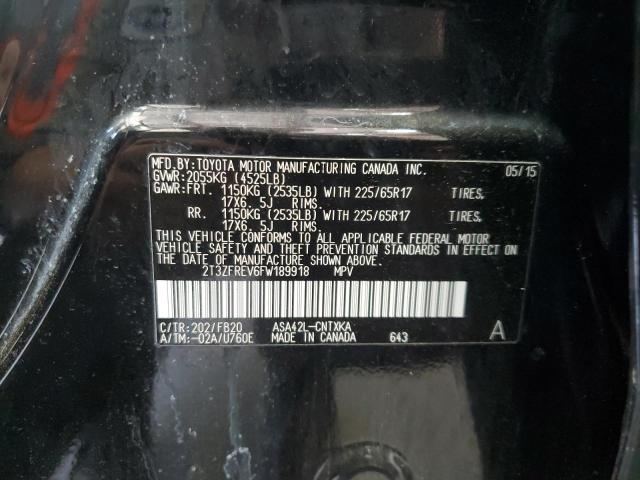 MFD. BY: TOYOTA MOTOR MANUFACTURING CANADA INC. 05/15
GVWR: 2055KG (4525LB)
GAWR: FRT. 1150KG (2535LB) WITH 225/65R17 TIRES,
17X6. 5J RIMS.
RR. 1150KG (2535LB) WITH 225/65R17 TIRES,
17X6. 5J RIMS.
THIS VEHICLE CONFORMS TO ALL APPLICABLE FEDERAL MOTOR
VEHICLE SAFETY AND THEFT PREVENTION STANDARDS IN EFFECT ON
THE DATE OF MANUFACTURE SHOWN ABOVE.
2T3ZFREV6FW189918 MPV
C/TR: 202/FB20 ASA42L-CNTXKA
A/TM: -02A/U760E MADE IN CANADA 643 A